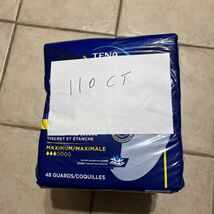 TENA
110 CT
DISCRET ET ÉTANCHE
MAXIMUM/MAXIMALE
48 GUARDS/COQUILLES